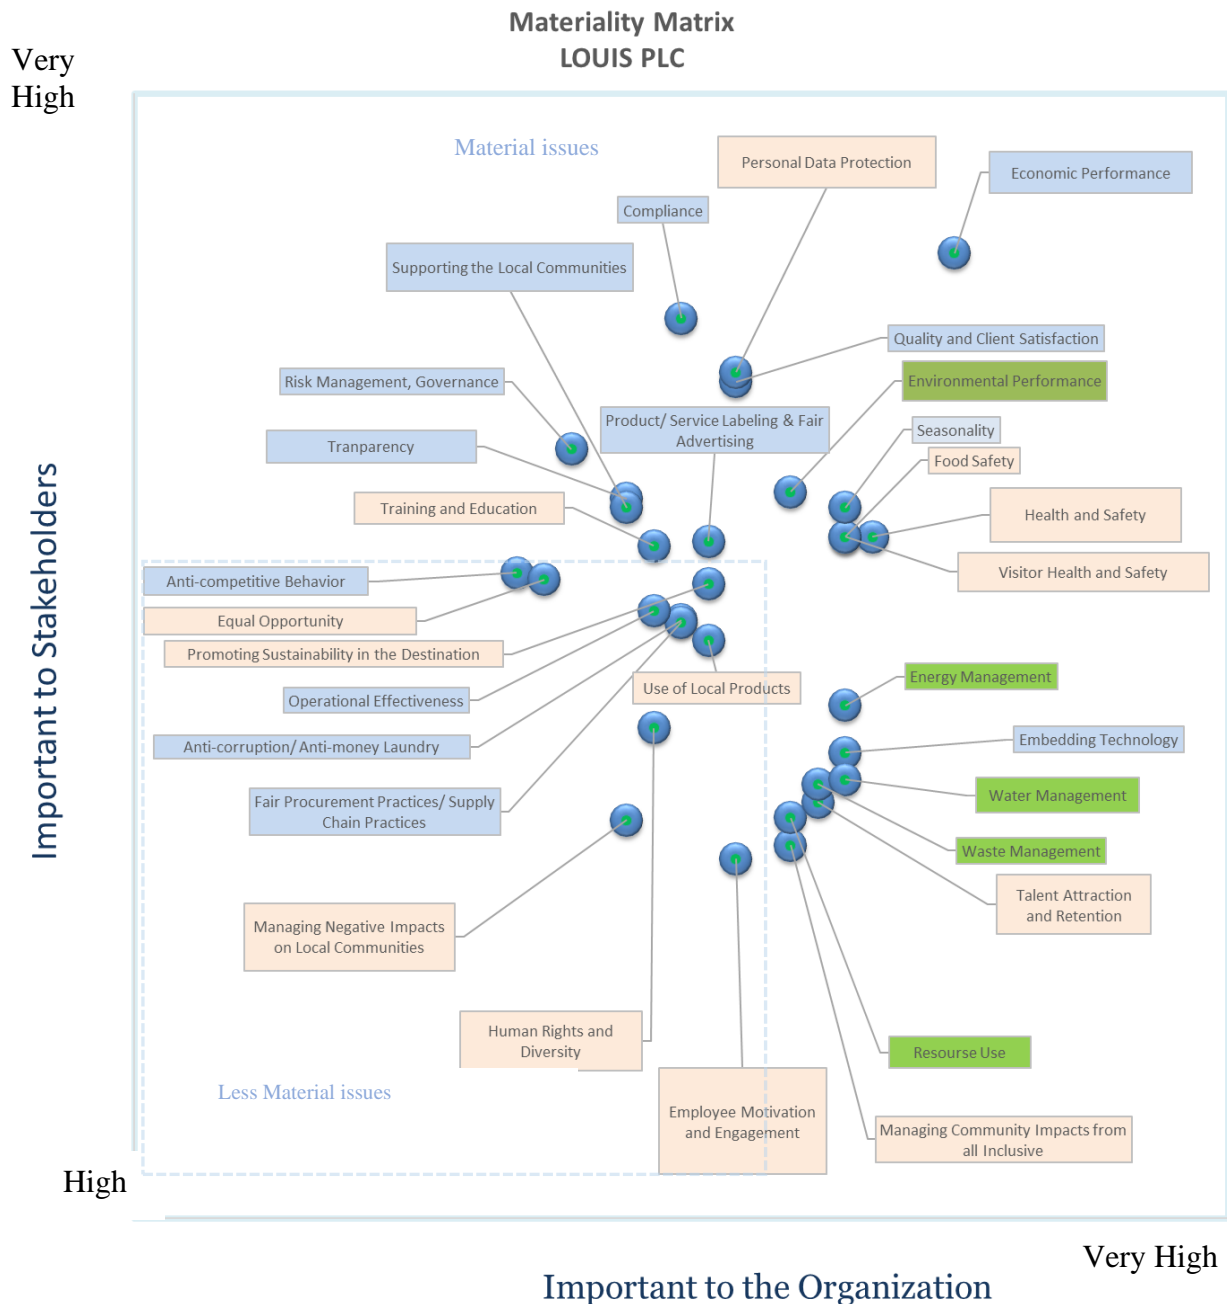 Materiality Matrix
LOUIS PLC
Very
High
Material issues
Personal Data Protection
Economic Performance
Compliance
Supporting the Local Communities
Quality and Client Satisfaction
Risk Management, Governance
Environmental Performance
Product/ Service Labeling & Fair
Advertising
Seasonality
Tranparency
Food Safety
Training and Education
Health and Safety
Visitor Health and Safety
Anti-competitive Behavior
Equal Opportunity
Promoting Sustainability in the Destination
Use of Local Products
Energy Management
Operational Effectiveness
Embedding Technology
Anti-corruption/ Anti-money Laundry
Water Management
Fair Procurement Practices/ Supply
Chain Practices
Waste Management
Talent Attraction
and Retention
Managing Negative Impacts
on Local Communities
Human Rights and
Diversity
Resourse Use
Less Material issues
Employee Motivation
and Engagement
Managing Community Impacts from
all Inclusive
Important to Stakeholders
High
Very High
Important to the Organization